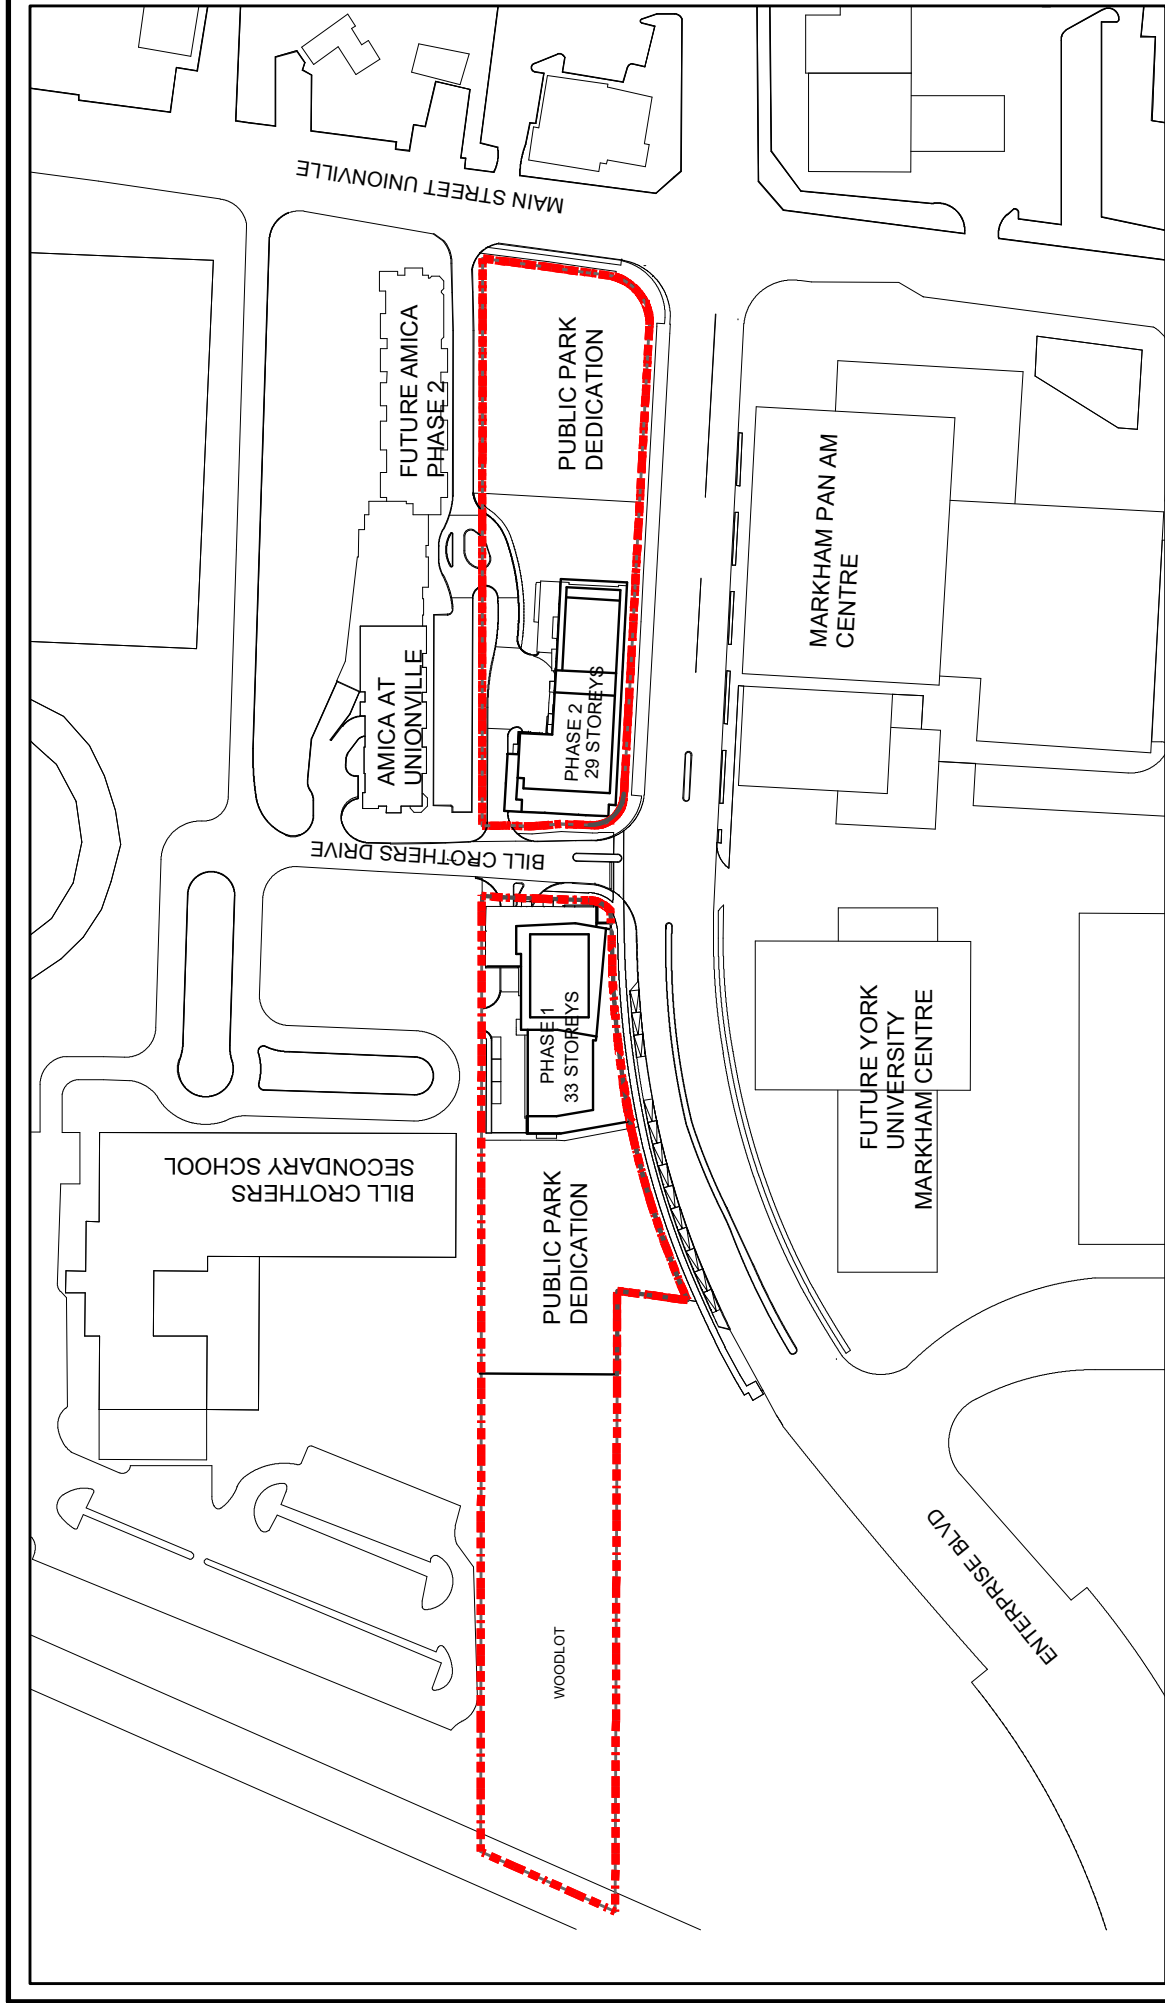 MAIN STREET UNIONVILLE
FUTURE AMICA
PHASE 2
PUBLIC PARK
DEDICATION
AMICA AT
UNIONVILLE
PHASE 2
29 STOREYS
MARKHAM PAN AM
CENTRE
BILL CROTHERS DRIVE
PHASE 1
33 STOREYS
FUTURE YORK
UNIVERSITY
MARKHAM CENTRE
BILL CROTHERS
SECONDARY SCHOOL
PUBLIC PARK
DEDICATION
WOODLOT
ENTERPRISE BLVD